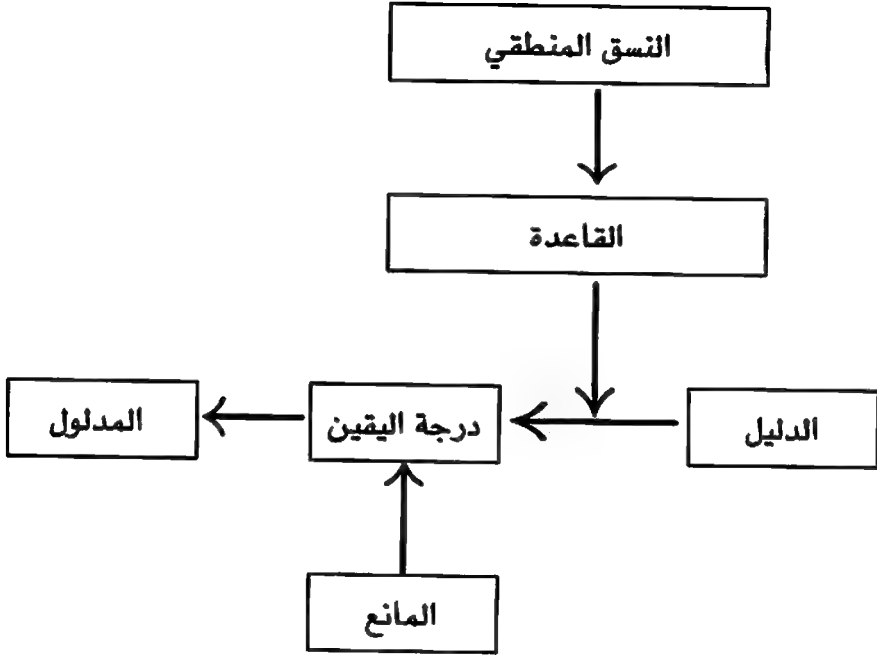 النسق المنطقي
القاعدة
الدليل
درجة اليقين
المدلول
المانع